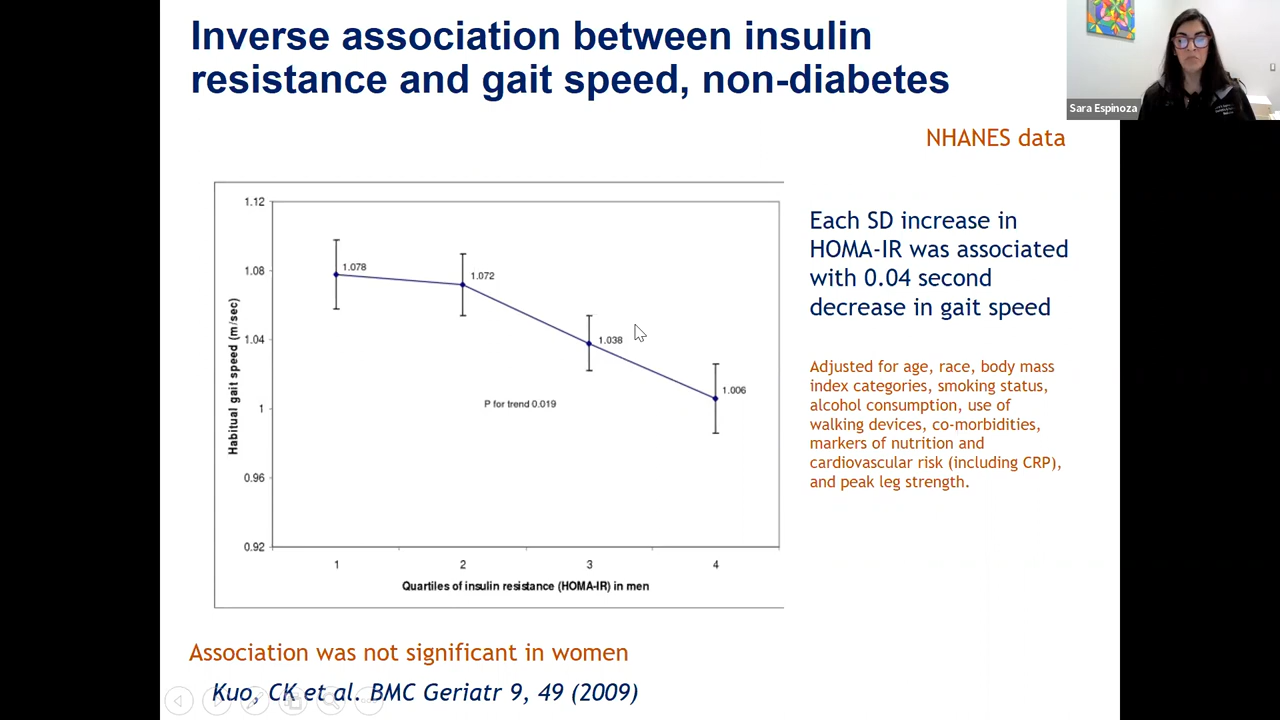 Inverse association between insulin
resistance and gait speed, non-diabetes
Sara Espinoza
NHANES data
1.12
1.08
1.04
1
0.96
0.92
Habitual gait speed (m/sec)
1.078
1.072
1.038
1.006
P for trend 0.019
1
2
3
4
Quartiles of insulin resistance (HOMA-IR) in men
Each SD increase in
HOMA-IR was associated
with 0.04 second
decrease in gait speed
Adjusted for age, race, body mass
index categories, smoking status,
alcohol consumption, use of
walking devices, co-morbidities,
markers of nutrition and
cardiovascular risk (including CRP),
and peak leg strength.
Association was not significant in women
Kuo, CK et al. BMC Geriatr 9, 49 (2009)